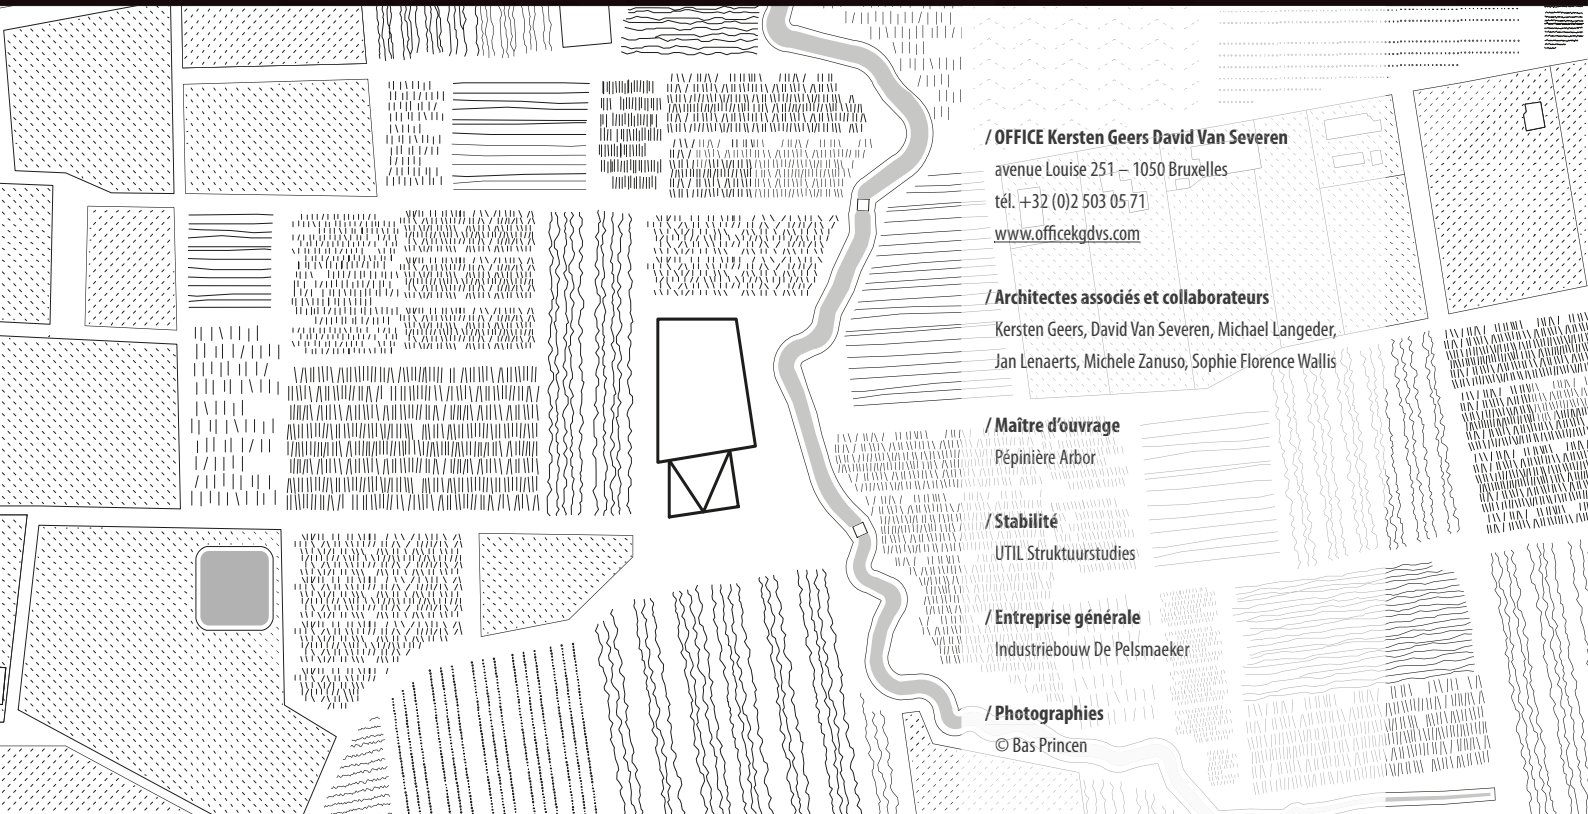 / OFFICE Kersten Geers David Van Severen
avenue Louise 251 – 1050 Bruxelles
tél. +32 (0)2 503 05 71
www.officekgdvs.com
/ Architectes associés et collaborateurs
Kersten Geers, David Van Severen, Michael Langeder,
Jan Lenaerts, Michele Zanuso, Sophie Florence Wallis
/ Maître d’ouvrage
Pépinière Arbor
/ Stabilité
UTIL Struktuurstudies
/ Entreprise générale
Industriebouw De Pelsmaeker
/ Photographies
© Bas Princen